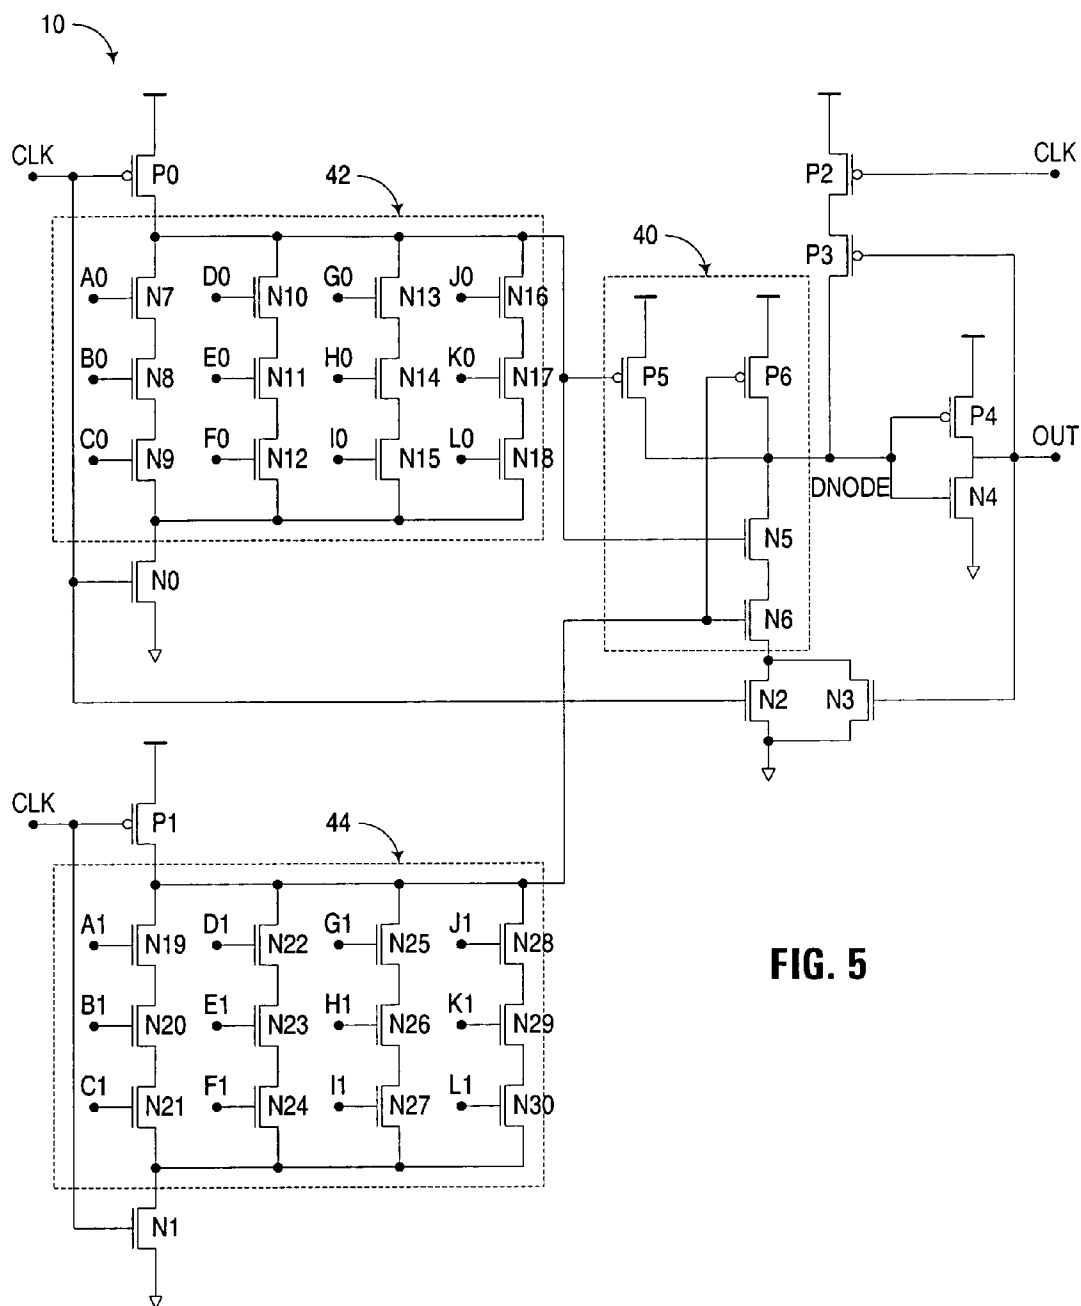 10
CLK
P0
42
P2
CLK
40
P3
A0
N7
D0
N10
G0
N13
J0
N16
B0
N8
E0
N11
H0
N14
K0
N17
P5
P6
P4
OUT
C0
N9
F0
N12
I0
N15
L0
N18
DNODE
N4
N5
N0
N6
N2
N3
CLK
P1
44
A1
N19
D1
N22
G1
N25
J1
N28
FIG. 5
B1
N20
E1
N23
H1
N26
K1
N29
C1
N21
F1
N24
I1
N27
L1
N30
N1